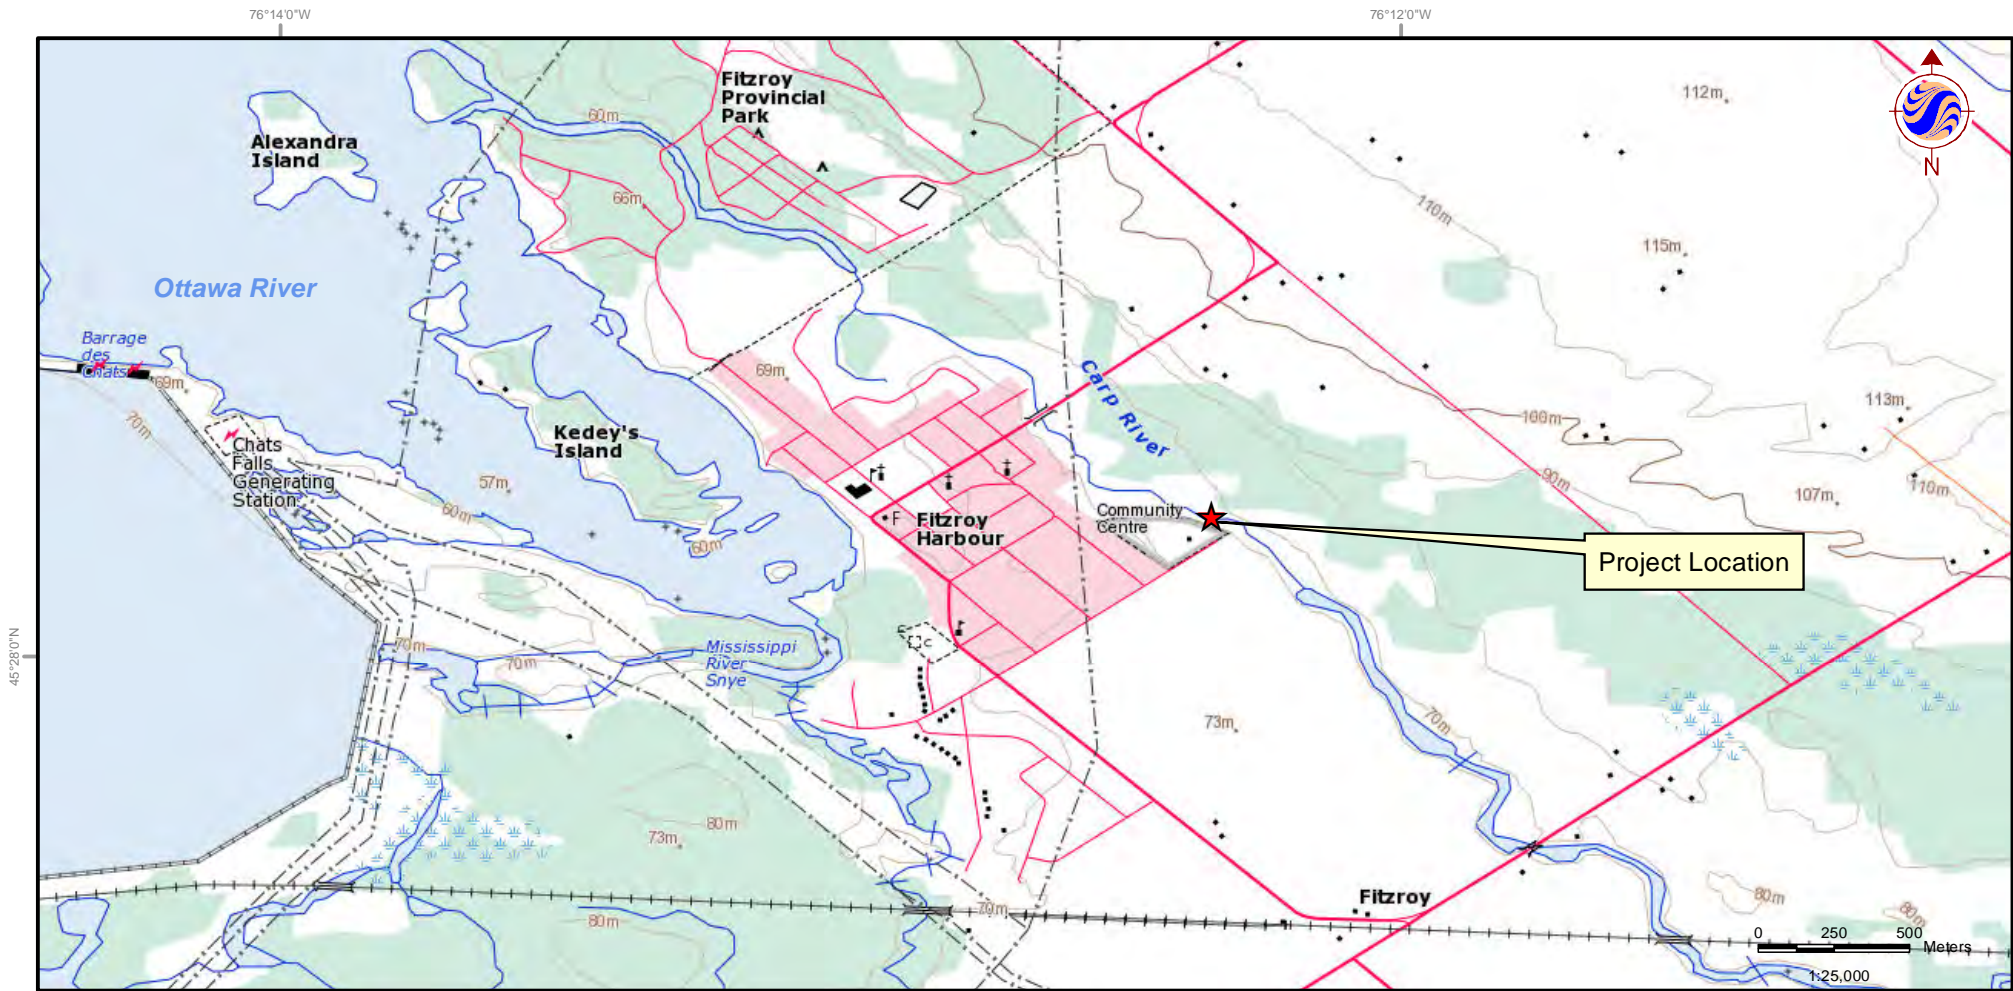 76°14'0"W
76°12'0"W
Fitzroy
Provincial
Park
112m
60m
Alexandra
Island
N
66m
110m
115m
Ottawa River
Barrage
des
Chats
69m
69m
Carp River
113m
100m
70m
Kedey's
Island
Chats
Falls
Generating
Station
57m
90m
110m
107m
60m
Community
Centre
F
Fitzroy
Harbour
60m
Project Location
45°28'0"N
70m
70m
Mississippi
River
Snye
C
C
73m
70m
80m
73m
Fitzroy
80m
70m
80m
80m
0 250 500
Meters
1:25,000